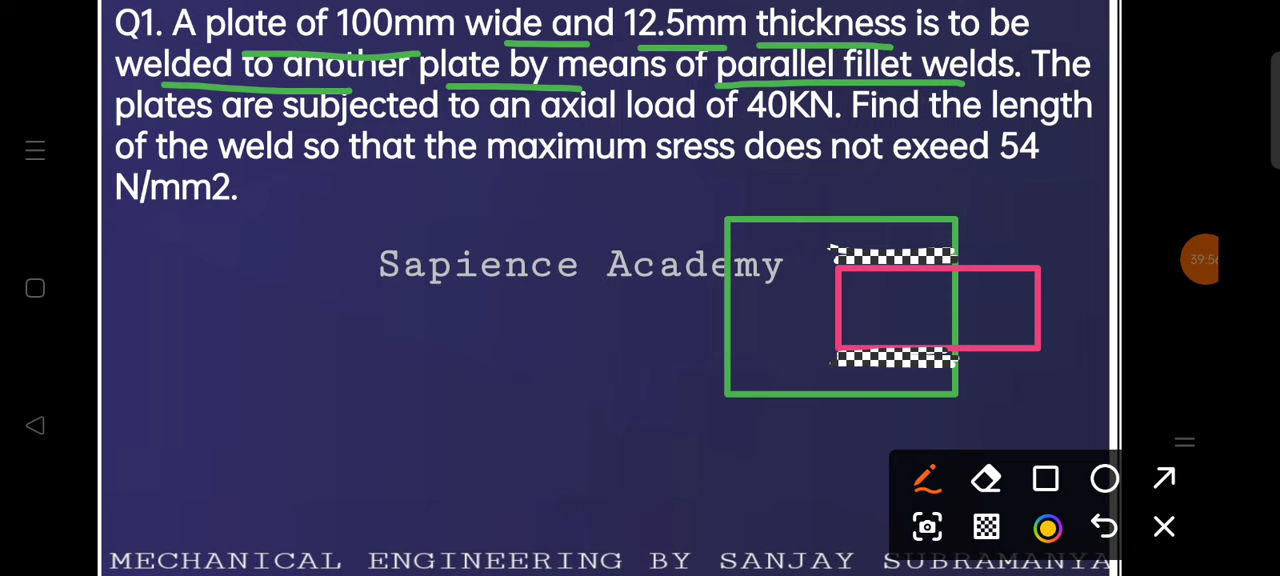 Q1. A plate of 100mm wide and 12.5mm thickness is to be
welded to another plate by means of parallel fillet welds. The
plates are subjected to an axial load of 40KN. Find the length
of the weld so that the maximum sress does not exeed 54
N/mm2.
Sapience Academy
39:56
MECHANICAL ENGINEERING BY SANJAY SUBRAMANYA